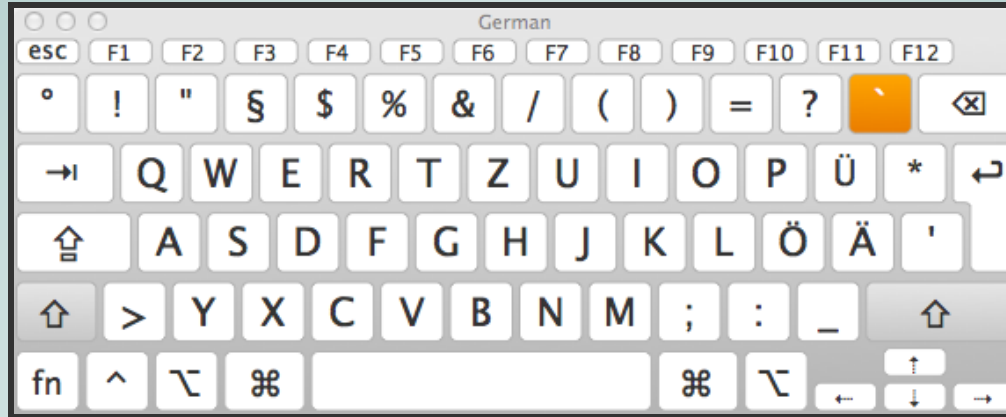 German
esc F1 F2 F3 F4 F5 F6 F7 F8 F9 F10 F11 F12
° ! " § $ % & / ( ) = ? `
Q W E R T Z U I O P Ü *
A S D F G H J K L Ö Ä '
> Y X C V B N M ; : _
fn ^ ⌥ ⌘ ⌘ ⌥